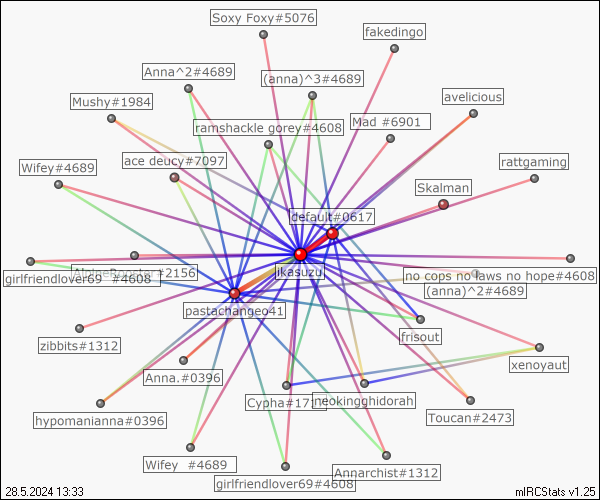 Soxy Foxy#5076
fakedingo
Anna^2#4689
(anna)^3#4689
avelicious
Mushy#1984
ramshackle gorey#4608
Mad #6901
ace deucy#7097
rattgaming
Wifey#4689
Skalman
default#0617
#2156
ikasuzu
no cops no laws no hope#4608
girlfriendlover69 #4608
(anna)^2#4689
pastachangeo41
frisout
zibbits#1312
xenoyaut
Anna.#0396
Cypha#17
neokingghidorah
hypomanianna#0396
Toucan#2473
Wifey #4689
Annarchist#1312
girlfriendlover69#4608
28.5.2024 13:33
mIRCStats v1.25